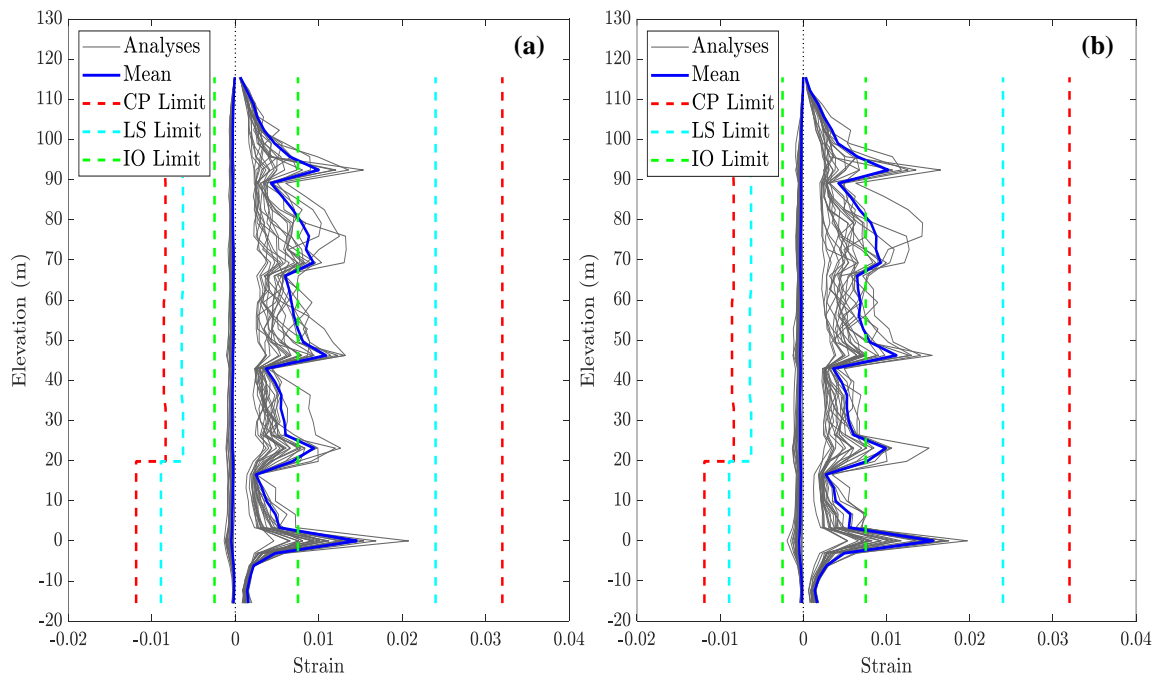 130
120
110
100
90
80
70
60
50
40
30
20
10
0
-10
-20
Elevation (m)
Analyses
Mean
CP Limit
LS Limit
IO Limit
(a)
-0.02 -0.01 0 0.01 0.02 0.03 0.04
Strain
130
120
110
100
90
80
70
60
50
40
30
20
10
0
-10
-20
Elevation (m)
Analyses
Mean
CP Limit
LS Limit
IO Limit
(b)
-0.02 -0.01 0 0.01 0.02 0.03 0.04
Strain